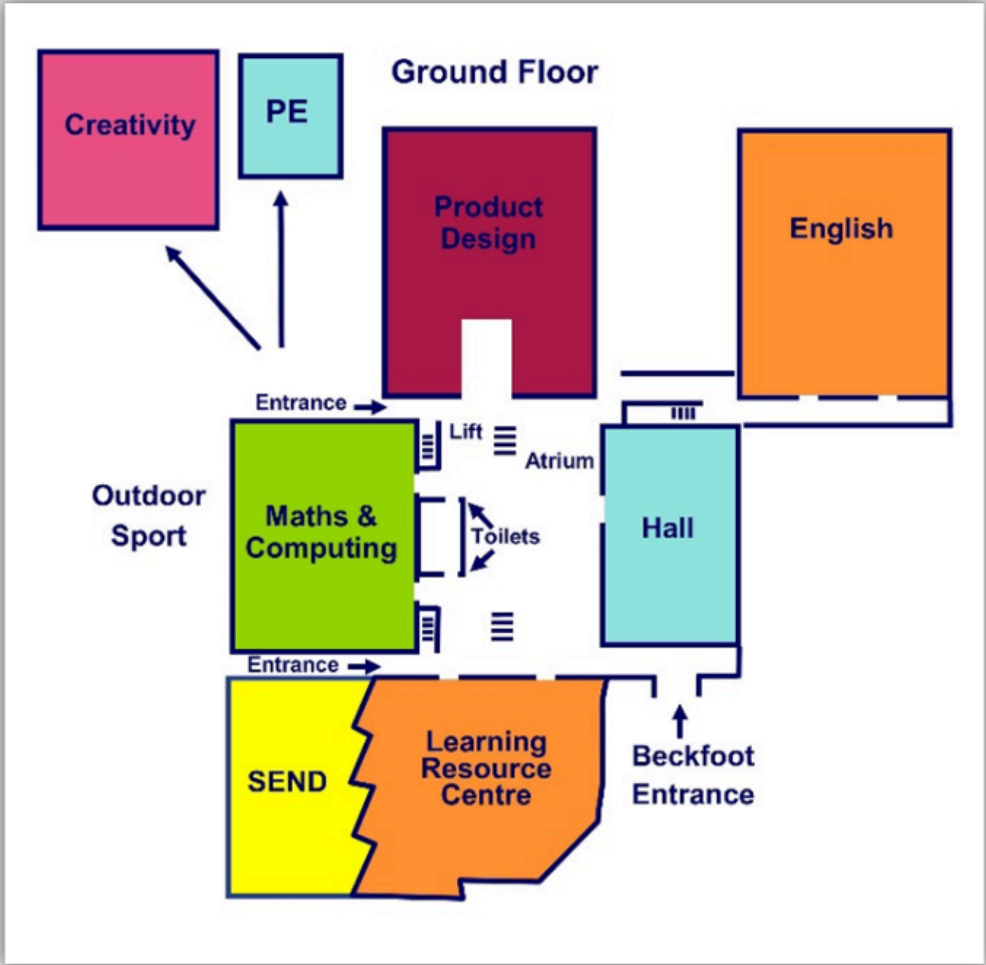 Ground Floor
Creativity
PE
Product
Design
English
Entrance
Lift
Atrium
Outdoor
Sport
Maths &
Computing
Toilets
Hall
Entrance
SEND
Learning
Resource
Centre
Beckfoot
Entrance